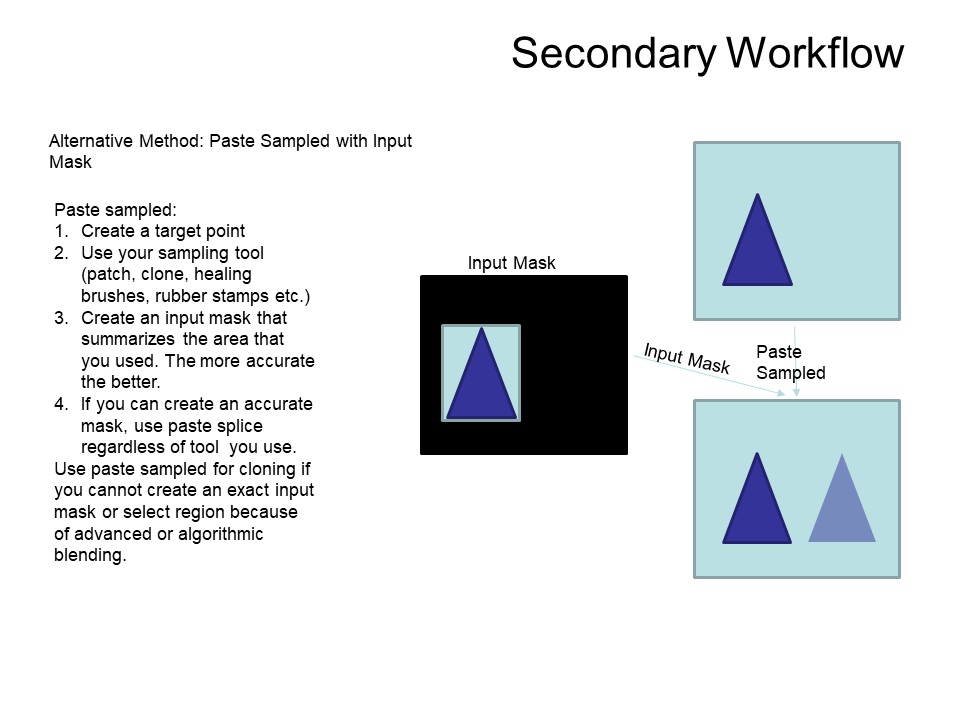 Secondary Workflow
Alternative Method: Paste Sampled with Input
Mask
Paste sampled:
1. Create a target point
2. Use your sampling tool
(patch, clone, healing
brushes, rubber stamps etc.)
3. Create an input mask that
summarizes the area that
you used. The more accurate
the better.
4. If you can create an accurate
mask, use paste splice
regardless of tool  you use.
Use paste sampled for cloning if
you cannot create an exact input
mask or select region because
of advanced or algorithmic
blending.
Input Mask
Input Mask
Paste
Sampled